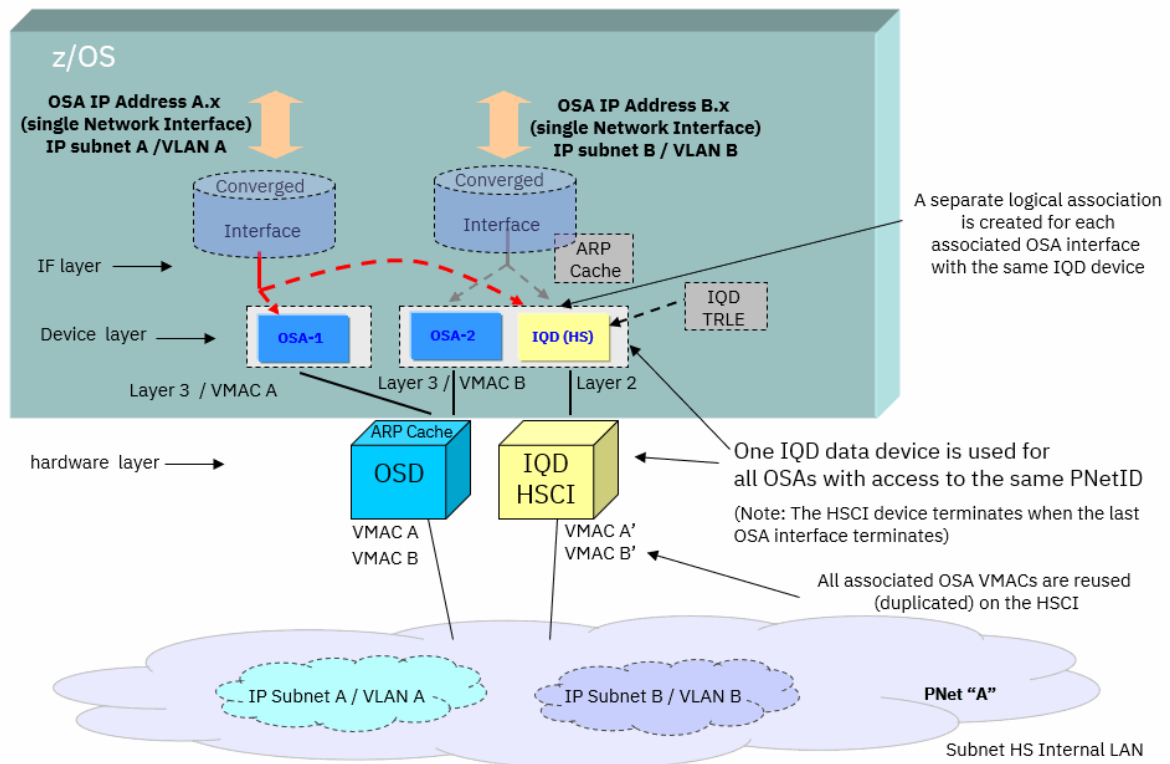 z/OS
OSA IP Address A.x
(single Network Interface)
IP subnet A /VLAN A
OSA IP Address B.x
(single Network Interface)
IP subnet B / VLAN B
Converged
Interface
Converged
Interface
ARP
Cache
A separate logical association
is created for each
associated OSA interface
with the same IQD device
IF layer
IQD
TRLE
Device layer
OSA-1
OSA-2
IQD (HS)
Layer 3 / VMAC A
Layer 3 / VMAC B
Layer 2
hardware layer
ARP Cache
OSD
IQD
HSCI
One IQD data device is used for
all OSAs with access to the same PNetID
(Note: The HSCI device terminates when the last
OSA interface terminates)
VMAC A
VMAC B
VMAC A’
VMAC B’
All associated OSA VMACs are reused
(duplicated) on the HSCI
IP Subnet A / VLAN A
IP Subnet B / VLAN B
PNet “A”
Subnet HS Internal LAN